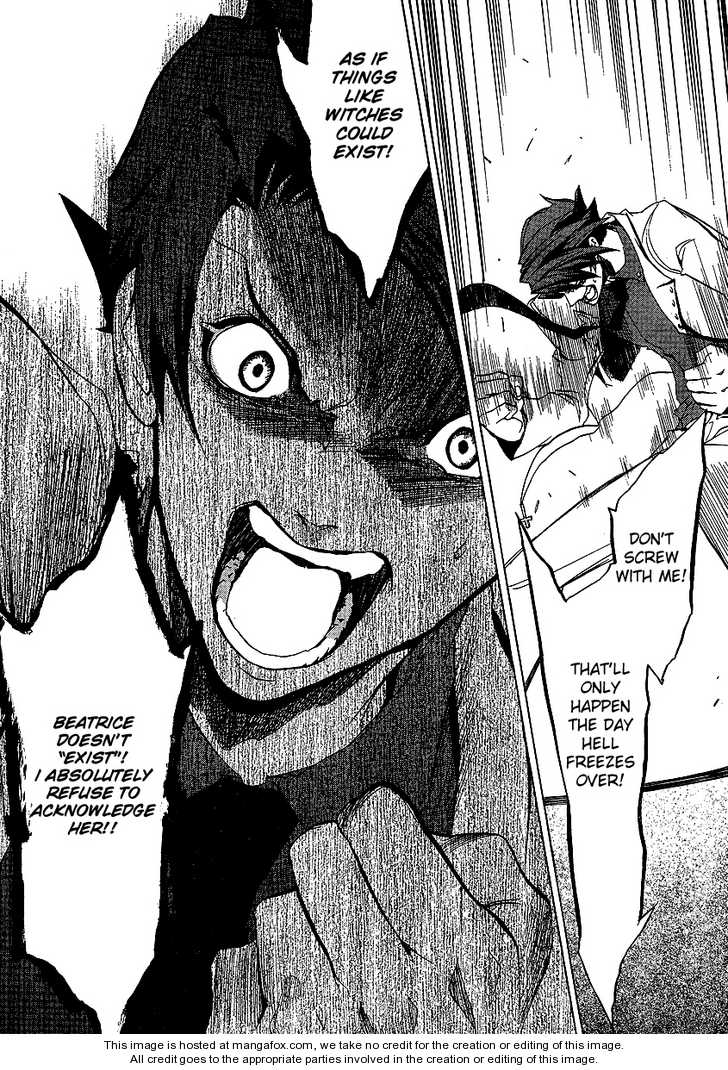 DON'T
SCREW
WITH ME!
THAT'LL
ONLY
HAPPEN
THE DAY
HELL
FREEZES
OVER!
AS IF
THINGS
LIKE
WITCHES
COULD
EXIST!
BEATRICE
DOESN'T
"EXIST"!
I ABSOLUTELY
REFUSE TO
ACKNOWLEDGE
HER!!
This image is hosted at mangafox.com, we take no credit for the creation or editing of this image.
All credit goes to the appropriate parties involved in the creation or editing of this image.